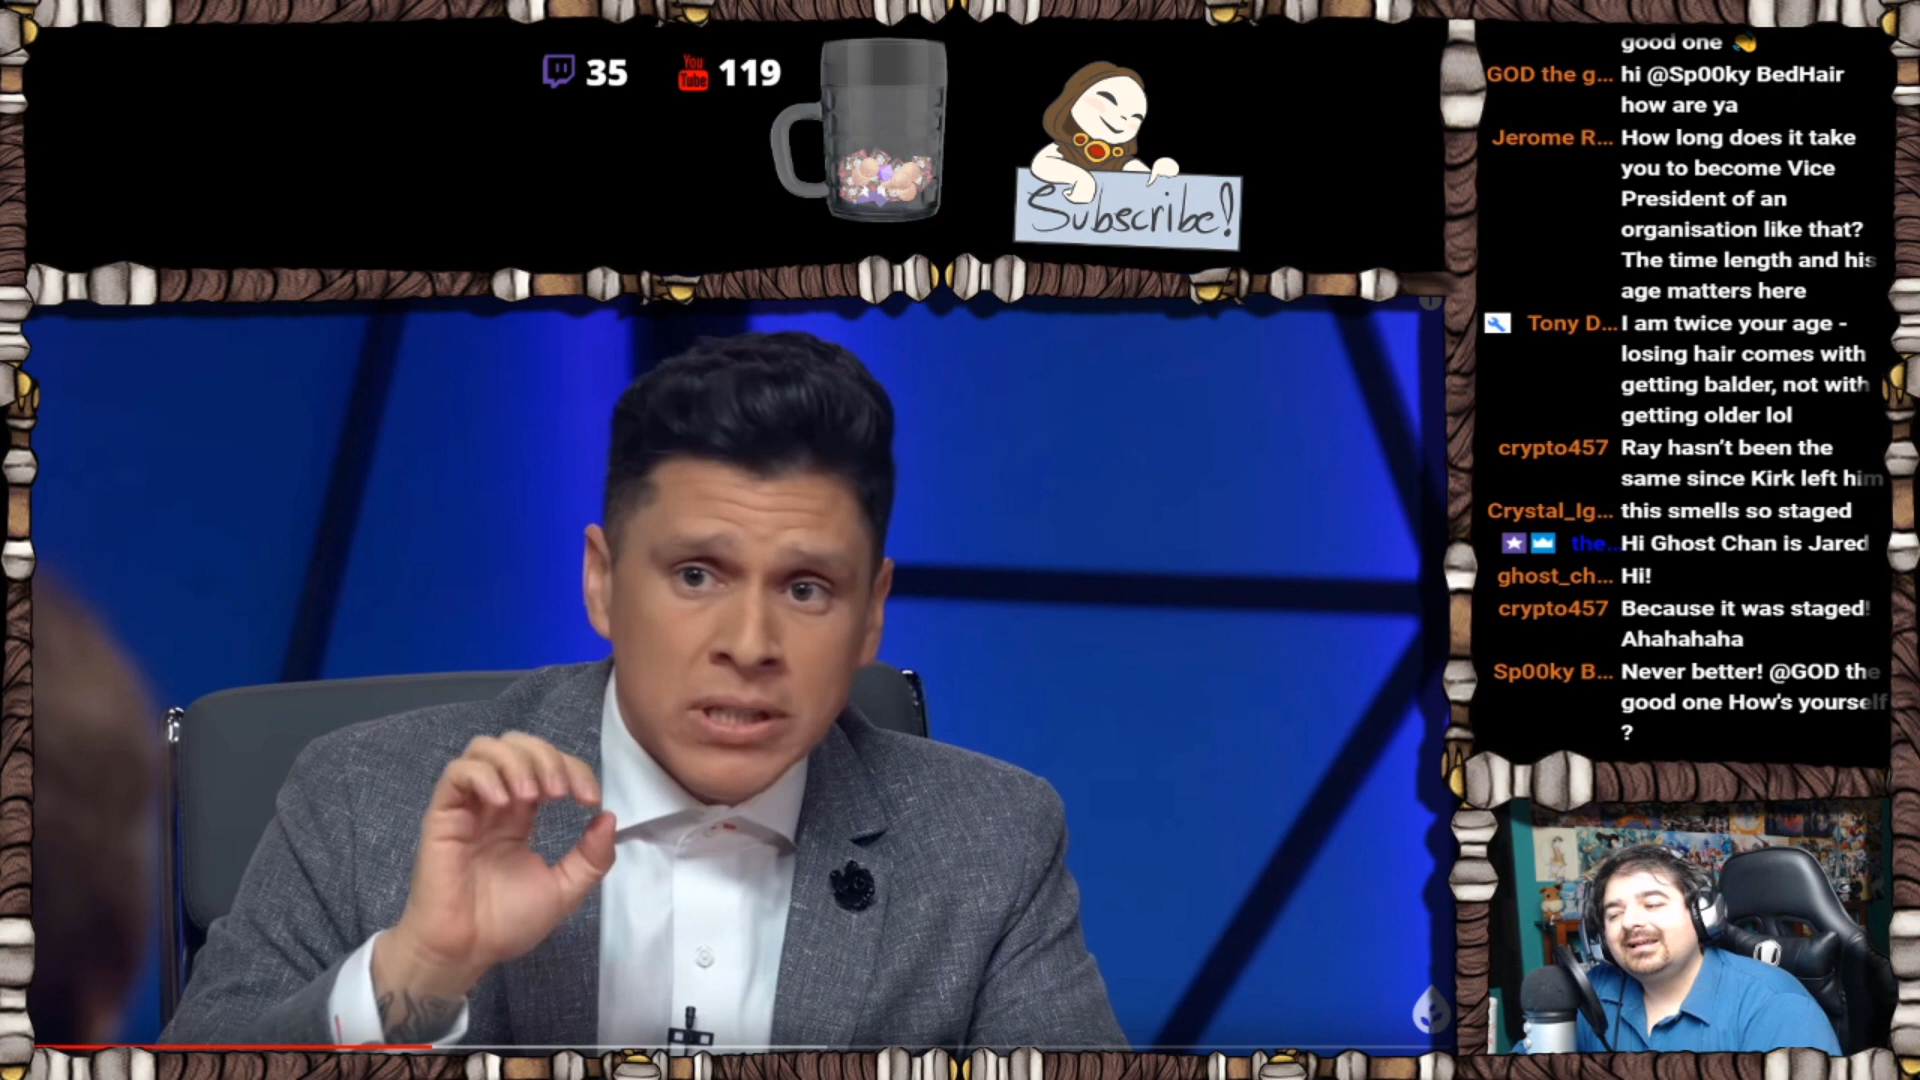 35
You
Tube
119
Subscribe!
good one
GOD the g... hi @Sp00ky BedHair
how are ya
Jerome R... How long does it take
you to become Vice
President of an
organisation like that?
The time length and his
age matters here
Tony D... I am twice your age -
losing hair comes with
getting balder, not with
getting older lol
crypto457 Ray hasn't been the
same since Kirk left him
Crystal_Ig... this smells so staged
the... Hi Ghost Chan is Jared
ghost_ch... Hi!
crypto457 Because it was staged!
Ahahahaha
Sp00ky B... Never better! @GOD the
good one How's yourself
?